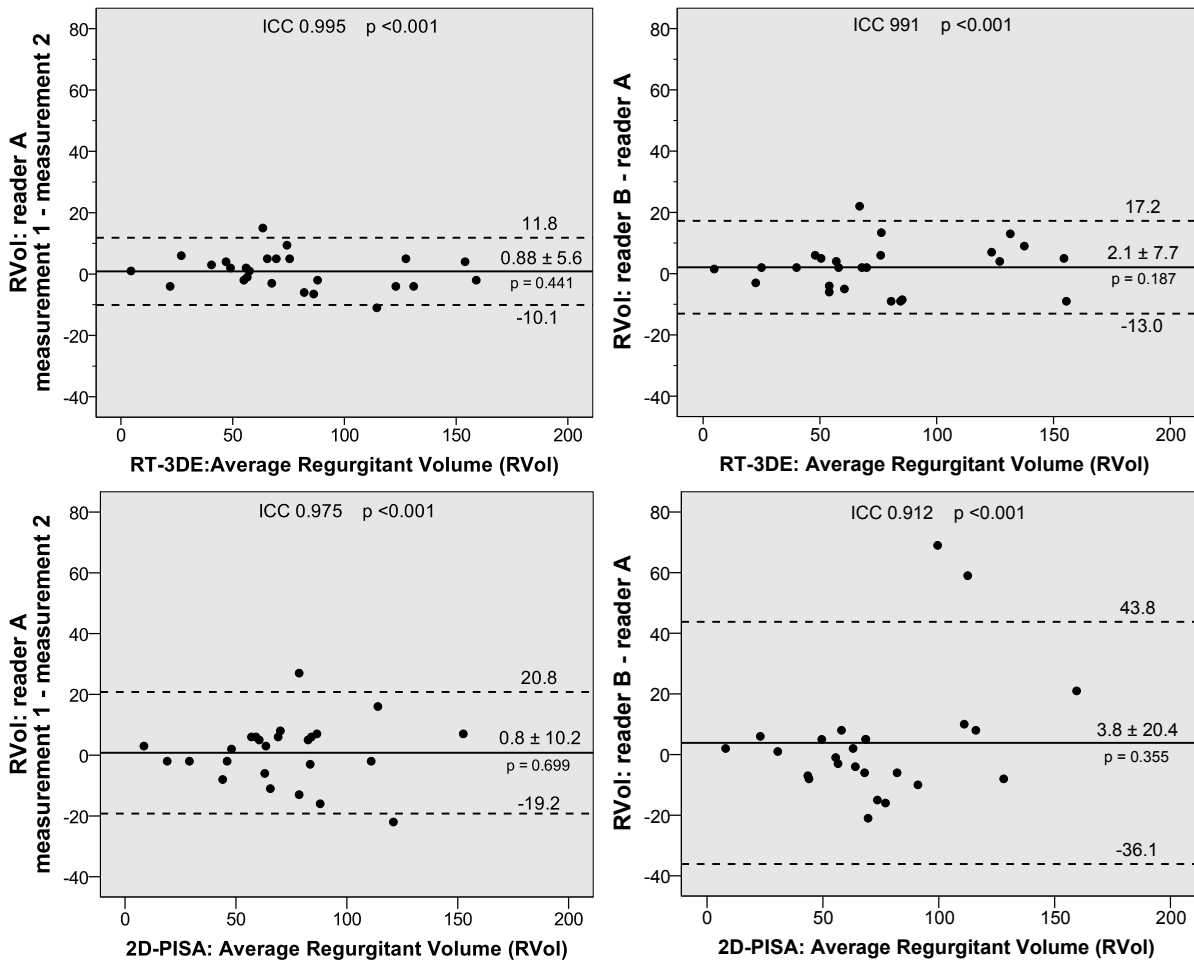 ICC 0.995 p <0.001
RVol: reader A
measurement 1 - measurement 2
80
60
40
20
0
-20
-40
11.8
0.88 ± 5.6
p = 0.441
-10.1
0 50 100 150 200
RT-3DE:Average Regurgitant Volume (RVol)
ICC 991 p <0.001
RVol: reader B - reader A
80
60
40
20
0
-20
-40
17.2
2.1 ± 7.7
p = 0.187
-13.0
0 50 100 150 200
RT-3DE: Average Regurgitant Volume (RVol)
ICC 0.975 p <0.001
RVol: reader A
measurement 1 - measurement 2
80
60
40
20
0
-20
-40
20.8
0.8 ± 10.2
p = 0.699
-19.2
0 50 100 150 200
2D-PISA: Average Regurgitant Volume (RVol)
ICC 0.912 p <0.001
RVol: reader B - reader A
80
60
40
20
0
-20
-40
43.8
3.8 ± 20.4
p = 0.355
-36.1
0 50 100 150 200
2D-PISA: Average Regurgitant Volume (RVol)